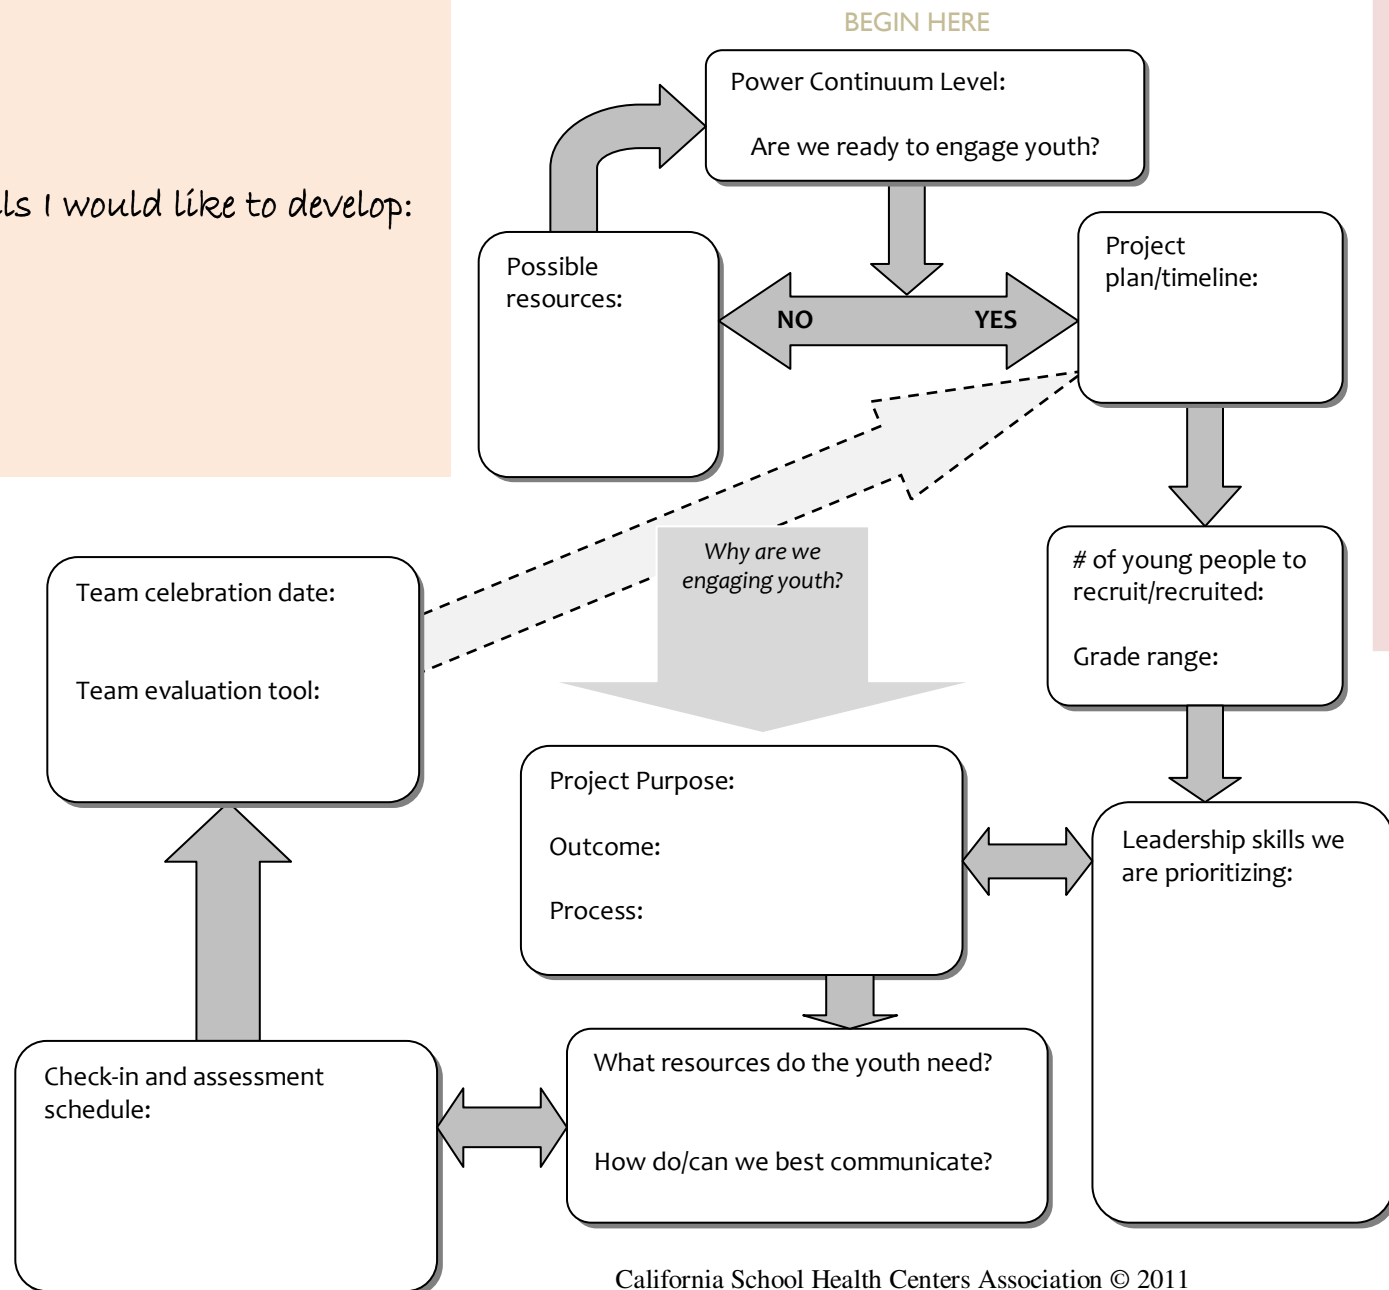 BEGIN HERE
Power Continuum Level:
Are we ready to engage youth?
I would like to develop:
Possible
resources:
NO
YES
Project
plan/timeline:
Why are we
engaging youth?
# of young people to
recruit/recruited:
Grade range:
Team celebration date:
Team evaluation tool:
Project Purpose:
Outcome:
Process:
Leadership skills we
are prioritizing:
What resources do the youth need?
How do/can we best communicate?
Check-in and assessment
schedule:
California School Health Centers Association © 2011